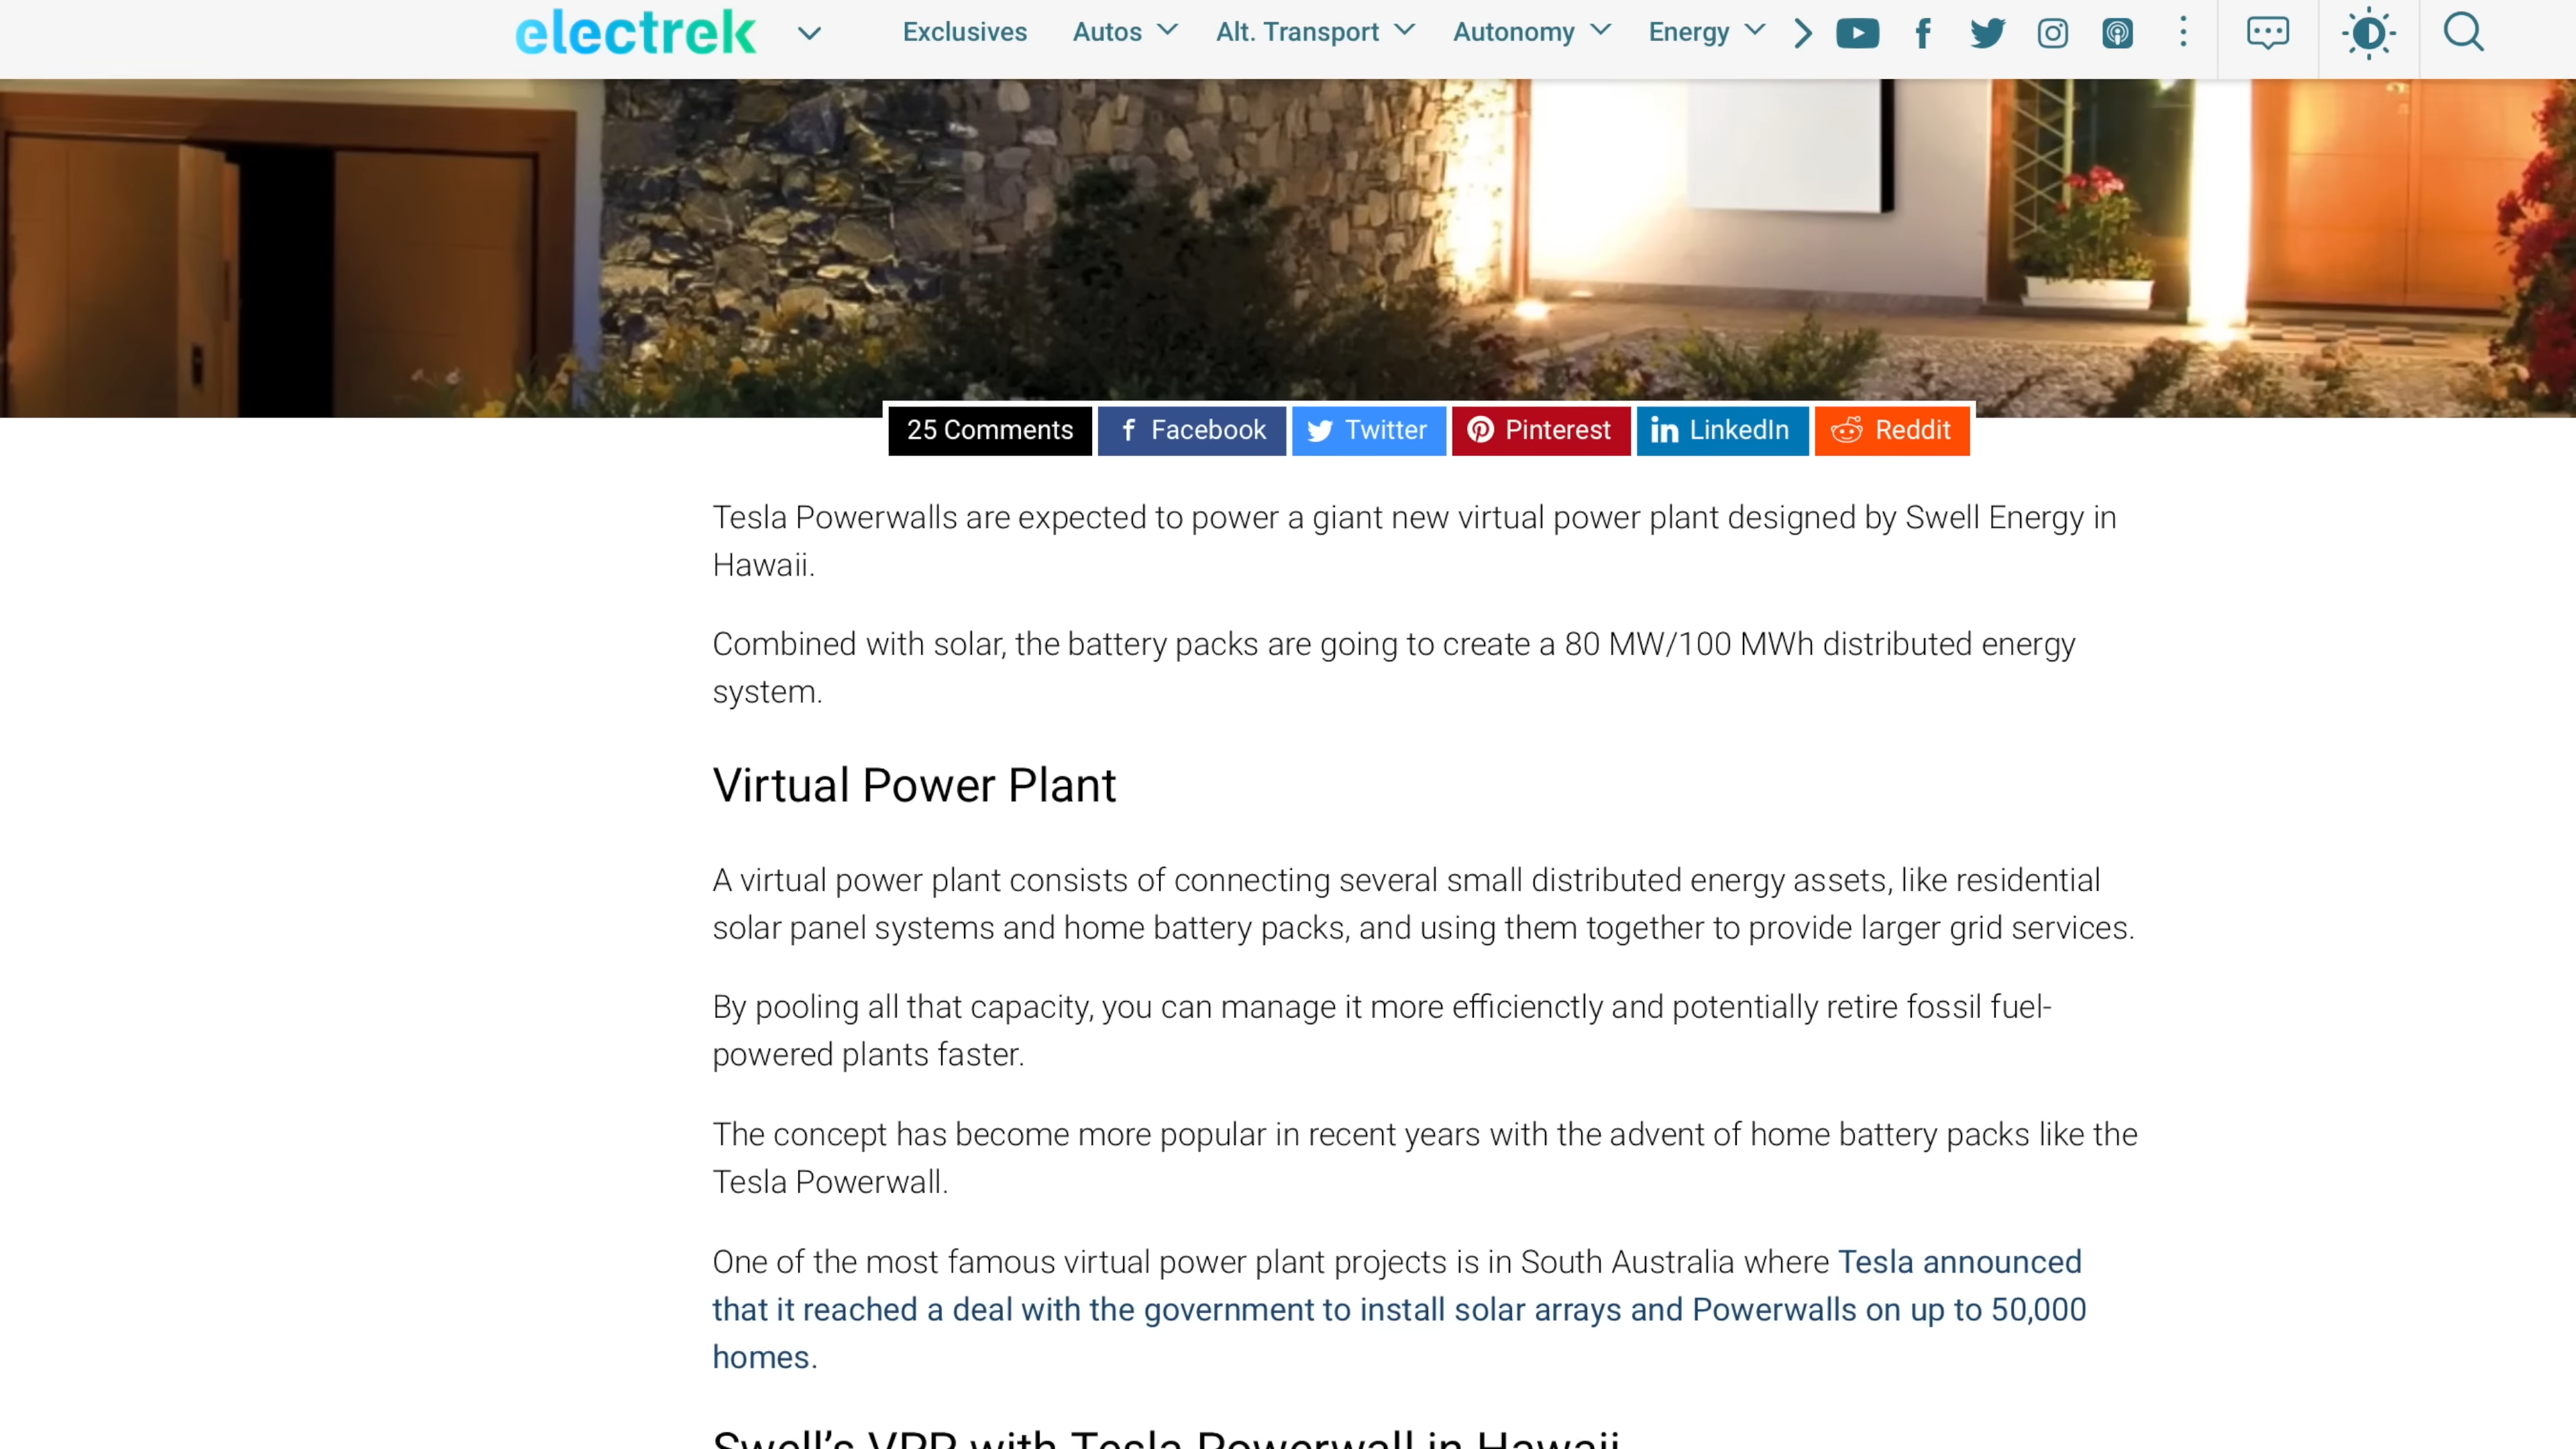 electrek
Exclusives Autos Alt. Transport Autonomy Energy
25 Comments Facebook Twitter Pinterest LinkedIn Reddit
Tesla Powerwalls are expected to power a giant new virtual power plant designed by Swell Energy in
Hawaii.
Combined with solar, the battery packs are going to create a 80 MW/100 MWh distributed energy
system.
Virtual Power Plant
A virtual power plant consists of connecting several small distributed energy assets, like residential
solar panel systems and home battery packs, and using them together to provide larger grid services.
By pooling all that capacity, you can manage it more efficienctly and potentially retire fossil fuel-
powered plants faster.
The concept has become more popular in recent years with the advent of home battery packs like the
Tesla Powerwall.
One of the most famous virtual power plant projects is in South Australia where Tesla announced
that it reached a deal with the government to install solar arrays and Powerwalls on up to 50,000
homes.
Swell's VPP with Tesla Powerwall in Hawaii